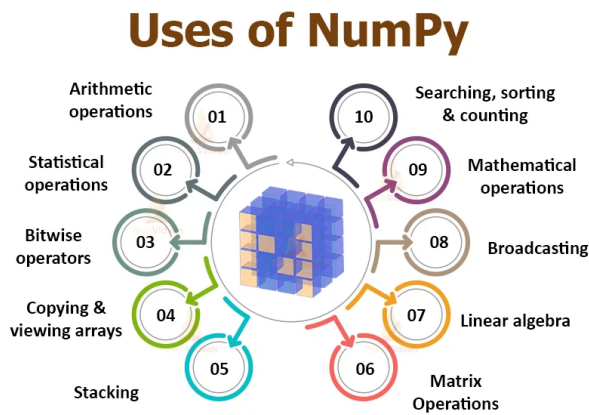 Uses of NumPy
Arithmetic
operations
01
Statistical
operations
02
Bitwise
operators
03
Copying &
viewing arrays
04
Stacking
05
Matrix
Operations
06
Linear algebra
07
Broadcasting
08
Mathematical
operations
09
Searching, sorting
& counting
10